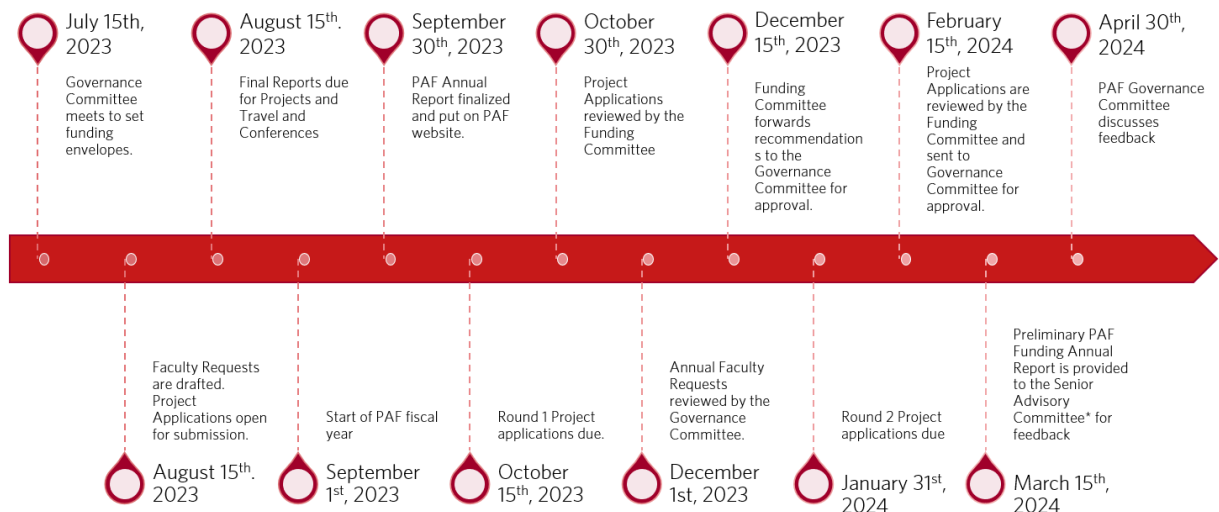 July 15th,
2023
Governance
Committee
meets to set
funding
envelopes.
August 15th.
2023
Final Reports due
for Projects and
Travel and
Conferences
September
30th, 2023
PAF Annual
Report finalized
and put on PAF
website.
October
30th, 2023
Project
Applications
reviewed by the
Funding
Committee
December
15th, 2023
Funding
Committee
forwards
recommendation
s to the
Governance
Committee for
approval.
February
15th, 2024
Project
Applications are
reviewed by the
Funding
Committee and
sent to
Governance
Committee for
approval.
April 30th,
2024
PAF Governance
Committee
discusses
feedback
Faculty Requests
are drafted.
Project
Applications open
for submission.
August 15th.
2023
Start of PAF fiscal
year
September
1st, 2023
Round 1 Project
applications due.
October
15th, 2023
Annual Faculty
Requests
reviewed by the
Governance
Committee.
December
1st, 2023
Round 2 Project
applications due
January 31st,
2024
Preliminary PAF
Funding Annual
Report is provided
to the Senior
Advisory
Committee* for
feedback
March 15th,
2024